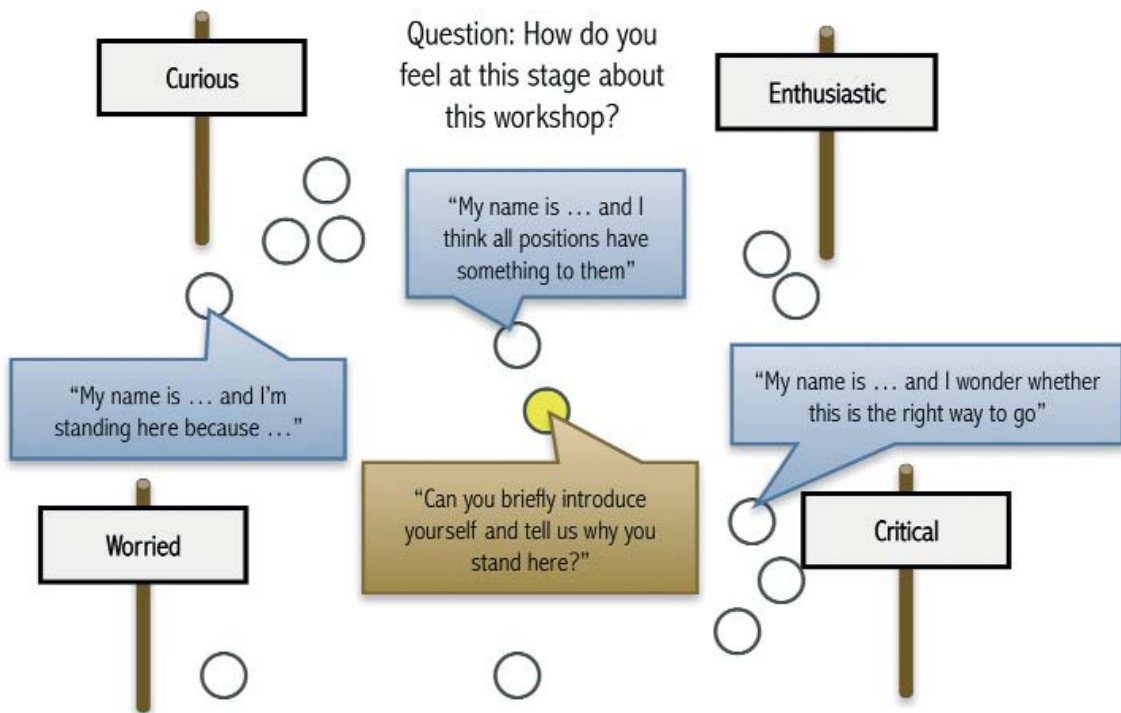 Question: How do you
feel at this stage about
this workshop?
Curious
Enthusiastic
“My name is … and I
think all positions have
something to them”
“My name is … and I’m
standing here because …”
“My name is … and I wonder whether
this is the right way to go”
“Can you briefly introduce
yourself and tell us why you
stand here?”
Worried
Critical